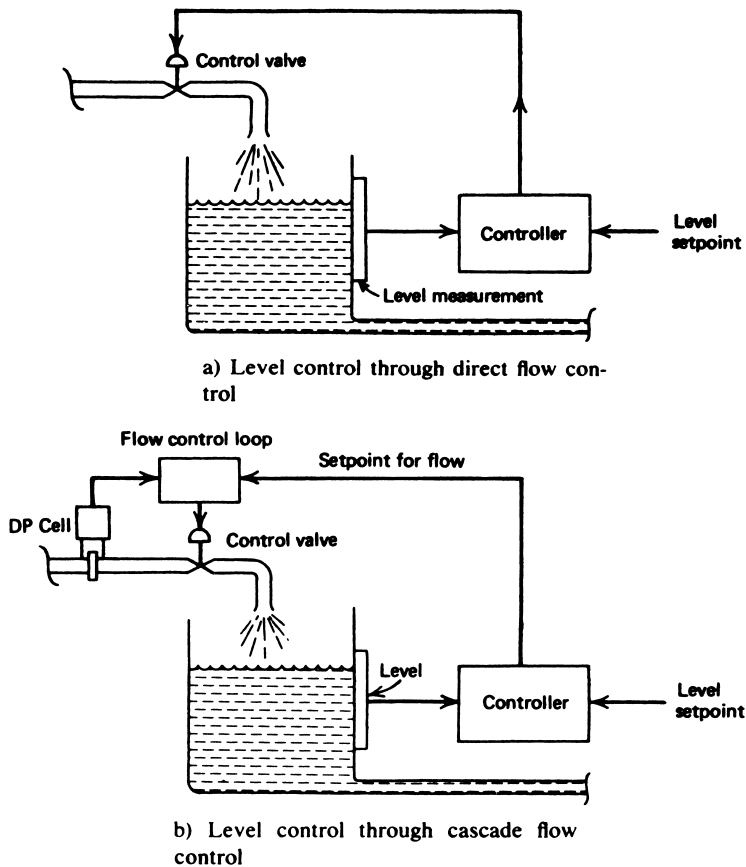 Control valve
Controller
Level
setpoint
Level measurement
a) Level control through direct flow con-
trol
Flow control loop
Setpoint for flow
DP Cell
Control valve
Level
Controller
Level
setpoint
b) Level control through cascade flow
control